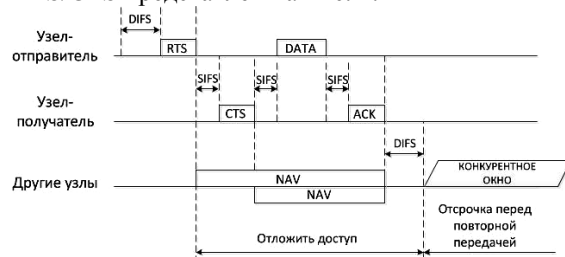 DIFS
Узел-
отправитель
RTS
DATA
SIFS
SIFS
SIFS
Узел-
получатель
CTS
ACK
DIFS
Другие узлы
NAV
NAV
КОНКУРЕНТНОЕ
ОКНО
Отложить доступ
Отсрочка перед
повторной
передачей